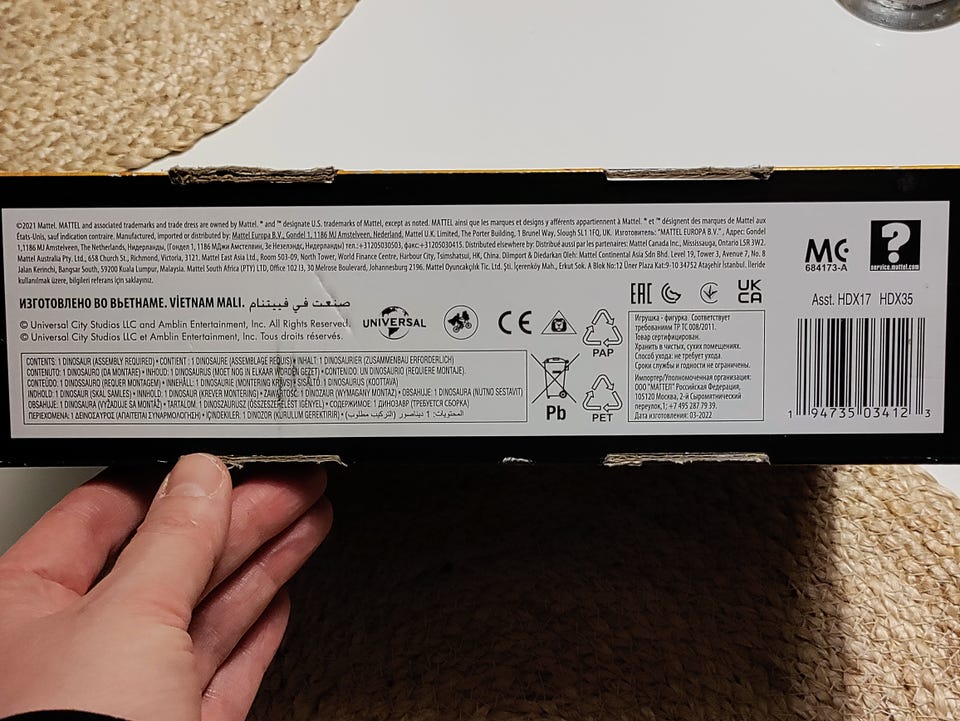 ©2021 Mattel. MATTEL and associated trademarks and trade dress are owned by Mattel. ® and ™ designate U.S. trademarks of Mattel, except as noted. MATTEL ainsi que les marques et designs y afférents appartiennent à Mattel. ® et ™ désignent des marques de Mattel aux
États-Unis, sauf indication contraire. Manufactured, imported or distributed by: Mattel Europa B.V., Gondel 1, 1186 MJ Amstelveen, Nederland. Mattel U.K. Limited, The Porter Building, 1 Brunel Way, Slough SL1 1FQ, UK. Изготовитель: "MATTEL EUROPA B.V.", Адрес: Gondel
1,1186 MJ Amstelveen, The Netherlands, Нидерланды, (Гондел 1, 1186 МДжи Амстелвеен, Зе Незелэндс, Нидерланды) тел.:+31205030503, факс:+31205030415. Distributed elsewhere by: Distribué aussi par les partenaires: Mattel Canada Inc., Mississauga, Ontario L5R 3W2.
Mattel Australia Pty. Ltd., 658 Church St., Richmond, Victoria, 3121. Mattel East Asia Ltd., Room 503-09, North Tower, World Finance Centre, Harbour City, Tsimshatsui, HK, China. Diimport & Diedarkan Oleh: Mattel Continental Asia Sdn Bhd. Level 19, Tower 3, Avenue 7, No. 8
Jalan Kerinchi, Bangsar South, 59200 Kuala Lumpur, Malaysia. Mattel South Africa (PTY) LTD, Office 102 I3, 30 Melrose Boulevard, Johannesburg 2196. Mattel Oyuncakçılık Tic. Ltd. Şti. İçerenköy Mah., Erkut Sok. A Blok No:12 Üner Plaza Kat:9-10 34752 Ataşehir İstanbul. İleride
kullanılmak üzere, bilgileri referans için saklayınız.
MC
684173-A
?
service.mattel.com
ИЗГОТОВЛЕНО ВО ВЬЕТНАМЕ. VİETNAM MALI. صنعت في فييتنام
© Universal City Studios LLC and Amblin Entertainment, Inc. All Rights Reserved.
© Universal City Studios LLC et Amblin Entertainment, Inc. Tous droits réservés.
UNIVERSAL
CE
EAC
UK
CA
PAP
PET
Pb
CONTENTS: 1 DINOSAUR (ASSEMBLY REQUIRED) • CONTENT : 1 DINOSAURE (ASSEMBLAGE REQUIS) • INHALT: 1 DINOSAURIER (ZUSAMMENBAU ERFORDERLICH)
CONTENUTO: 1 DINOSAURO (DA MONTARE) • INHOUD: 1 DINOSAURUS (MOET NOG IN ELKAAR WORDEN GEZET) • CONTENIDO: UN DINOSAURIO (REQUIERE MONTAJE).
CONTEÚDO: 1 DINOSSAURO (REQUER MONTAGEM) • INNEHÅLL: 1 DINOSAURIE (MONTERING KRÄVS) • SISÄLTÖ: 1 DINOSAURUS (KOOTTAVA)
INDHOLD: 1 DINOSAUR (SKAL SAMLES) • INNHOLD: 1 DINOSAUR (KREVER MONTERING) • ZAWARTOŚĆ: 1 DINOZAUR (WYMAGANY MONTAŻ) • OBSAHUJE: 1 DINOSAURA (NUTNO SESTAVIT)
OBSAHUJE: 1 DINOSAURA (VYŽADUJE SA MONTÁŽ) • TARTALOM: 1 DINOSZAURUSZ (ÖSSZESZERELÉST IGÉNYEL) • СОДЕРЖИМОЕ: 1 ДИНОЗАВР (ТРЕБУЕТСЯ СБОРКА)
ΠΕΡΙΕΧΟΜΕΝΑ: 1 ΔΕΙΝΟΣΑΥΡΟΣ (ΑΠΑΙΤΕΙΤΑΙ ΣΥΝΑΡΜΟΛΟΓΗΣΗ) • İÇİNDEKİLER: 1 DİNOZOR (KURULUM GEREKTİRİR) • المحتويات: 1 ديناصور (التركيب مطلوب)
Игрушка - фигурка. Соответствует
требованиям ТР ТС 008/2011.
Товар сертифицирован.
Хранить в чистых, сухих помещениях.
Способ ухода: не требует ухода.
Сроки службы и годности не ограничены.
Импортер/Уполномоченная организация:
ООО "МАТТЕЛ", Российская Федерация,
105120 Москва, 2-й Сыромятнический
переулок,1; +7 495 287 79 39.
Дата изготовления: 03-2022
Asst. HDX17 HDX35
1 94735 03412 3